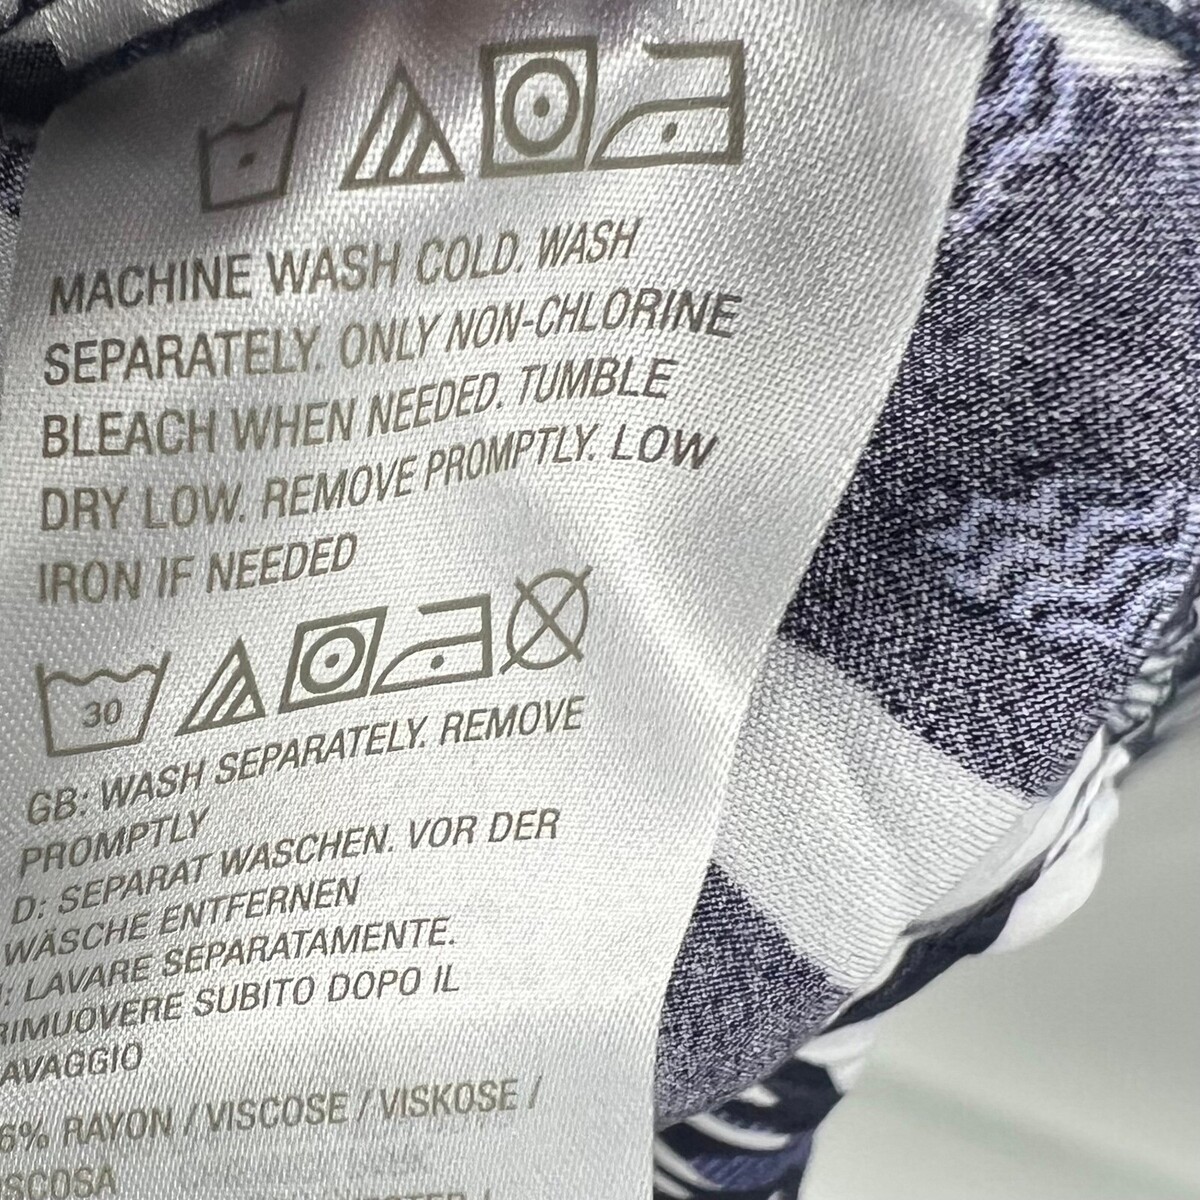 MACHINE WASH COLD. WASH
SEPARATELY. ONLY NON-CHLORINE
BLEACH WHEN NEEDED. TUMBLE
DRY LOW. REMOVE PROMPTLY. LOW
IRON IF NEEDED
30
GB: WASH SEPARATELY. REMOVE
PROMPTLY
D: SEPARAT WASCHEN. VOR DER
WÄSCHE ENTFERNEN
: LAVARE SEPARATAMENTE.
RIMUOVERE SUBITO DOPO IL
AVAGGIO
6% RAYON / VISCOSE / VISKOSE /
OSCOSA